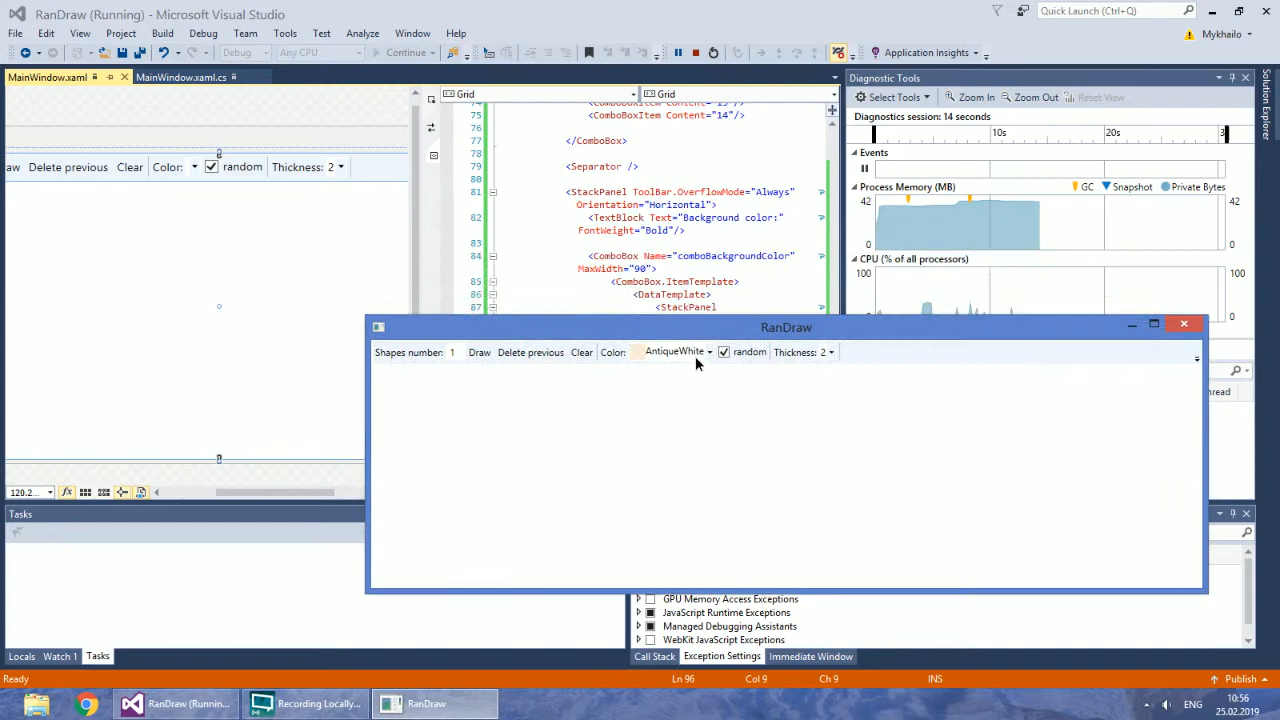 RanDraw (Running) - Microsoft Visual Studio
Quick Launch (Ctrl+Q)
File Edit View Project Build Debug Team Tools Test Analyze Window Help
Mykhailo
Debug Any CPU Continue Application Insights
MainWindow.xaml MainWindow.xaml.cs
Diagnostic Tools
Solution Explorer
Grid Grid
Select Tools Zoom In Zoom Out Reset View
Diagnostics session: 14 seconds
10s 20s 3
75 <ComboBoxItem Content="14"/>
76
77 </ComboBox>
78
79 <Separator />
80
81 <StackPanel ToolBar.OverflowMode="Always"
Orientation="Horizontal">
82 <TextBlock Text="Background color:"
FontWeight="Bold"/>
83
84 <ComboBox Name="comboBackgroundColor"
MaxWidth="90">
85 <ComboBox.ItemTemplate>
86 <DataTemplate>
87 <StackPanel
Events
Process Memory (MB) GC Snapshot Private Bytes
42 42
0 0
CPU (% of all processors)
100 100
aw Delete previous Clear Color: random Thickness: 2
RanDraw
Shapes number: 1 Draw Delete previous Clear Color: AntiqueWhite random Thickness: 2
hread
120.2...
Tasks
GPU Memory Access Exceptions
JavaScript Runtime Exceptions
Managed Debugging Assistants
WebKit JavaScript Exceptions
Locals Watch 1 Tasks
Call Stack Exception Settings Immediate Window
Ready Ln 96 Col 9 Ch 9 INS Publish
RanDraw (Runnin... Recording Locally... RanDraw
ENG 10:56
25.02.2019